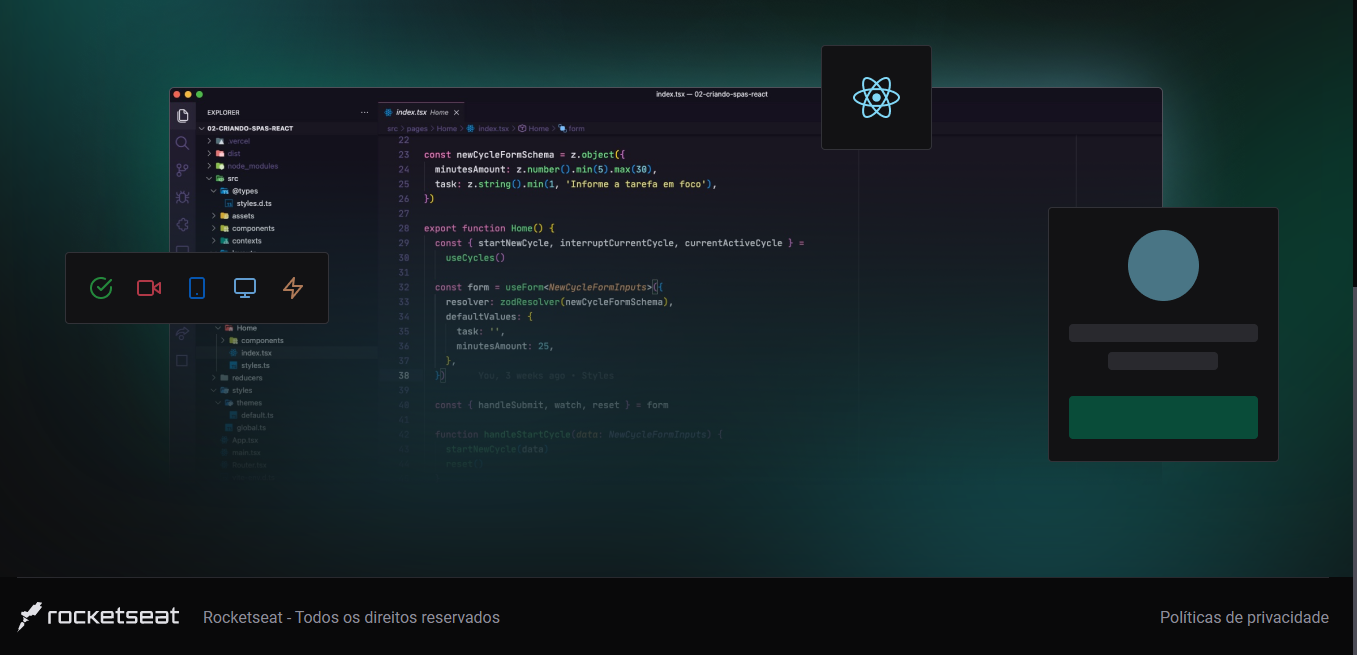 index.tsx — 02-criando-spas-react
EXPLORER
02-CRIANDO-SPAS-REACT
.vercel
dist
node_modules
src
@types
styles.d.ts
assets
components
contexts
Home
components
index.tsx
styles.ts
reducers
styles
themes
default.ts
global.ts
App.tsx
main.tsx
Router.tsx
index.tsx Home ×
src > pages > Home > index.tsx > Home > form
22
23 const newCycleFormSchema = z.object({
24 minutesAmount: z.number().min(5).max(30),
25 task: z.string().min(1, 'Informe a tarefa em foco'),
26 })
27
28 export function Home() {
29 const { startNewCycle, interruptCurrentCycle, currentActiveCycle } =
30 useCycles()
31
32 const form = useForm<NewCycleFormInputs>({
33 resolver: zodResolver(newCycleFormSchema),
34 defaultValues: {
35 task: '',
36 minutesAmount: 25,
37 },
38 }) You, 3 weeks ago • Styles
39
40 const { handleSubmit, watch, reset } = form
41
42 function handleStartCycle(data: NewCycleFormInputs) {
43 startNewCycle(data)
44 reset()
rocketseat
Rocketseat - Todos os direitos reservados
Políticas de privacidade